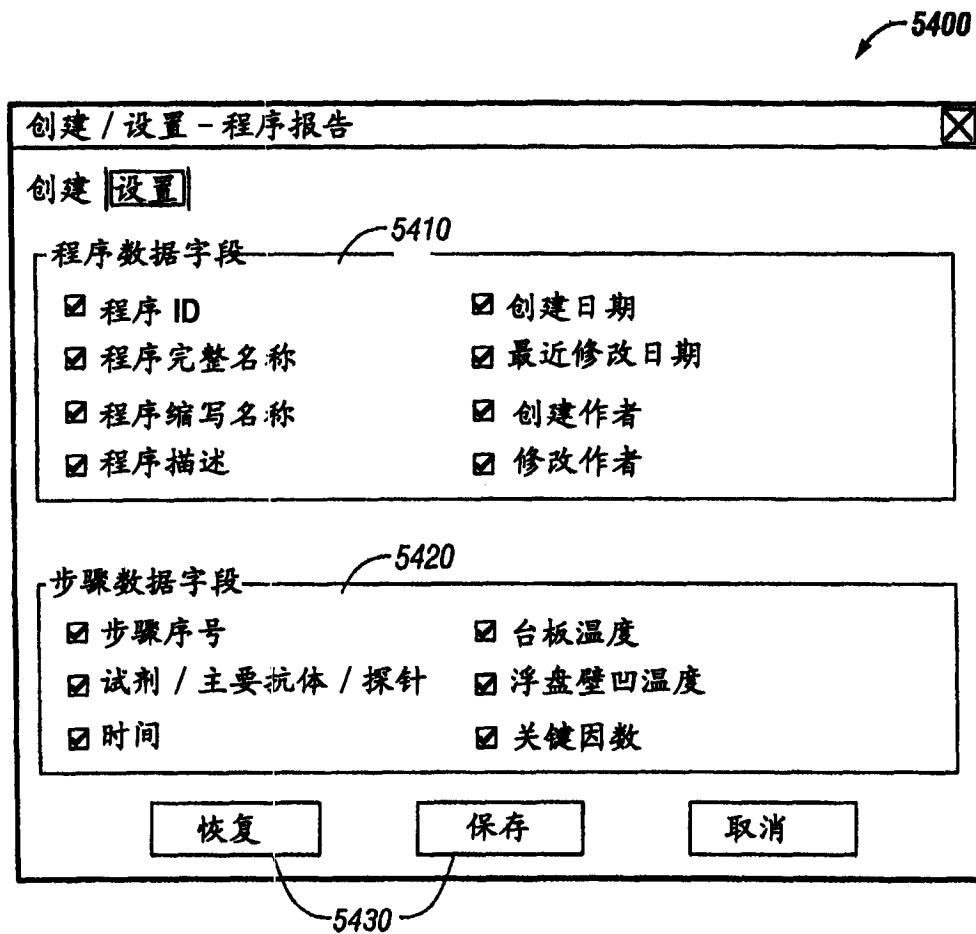 5400
创建 / 设置 - 程序报告
创建 设置
5410
程序数据字段
程序 ID 创建日期
程序完整名称 最近修改日期
程序缩写名称 创建作者
程序描述 修改作者
5420
步骤数据字段
步骤序号 台板温度
试剂 / 主要抗体 / 探针 浮盘壁凹温度
时间 关键因数
恢复 保存 取消
5430